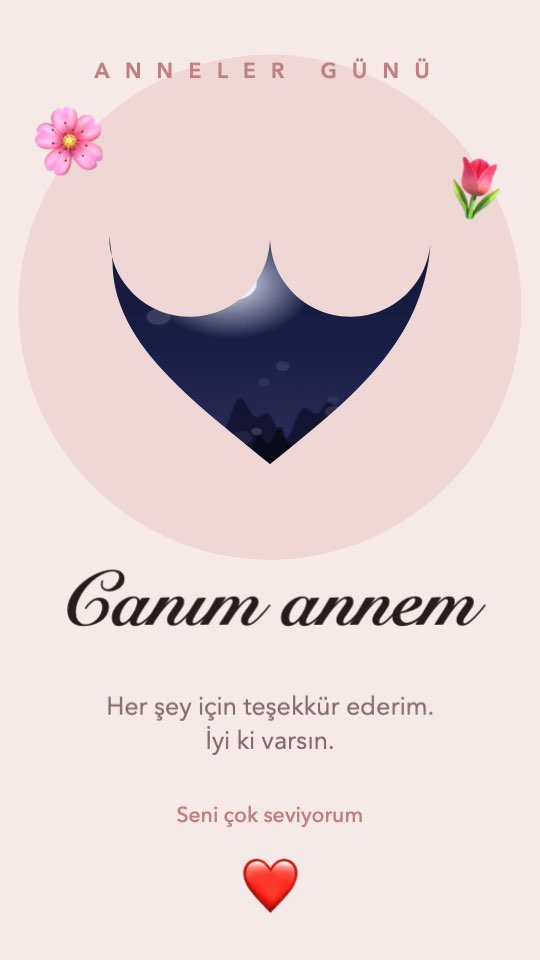 ANNELER GÜNÜ
Canım annem
Her şey için teşekkür ederim.
İyi ki varsın.
Seni çok seviyorum